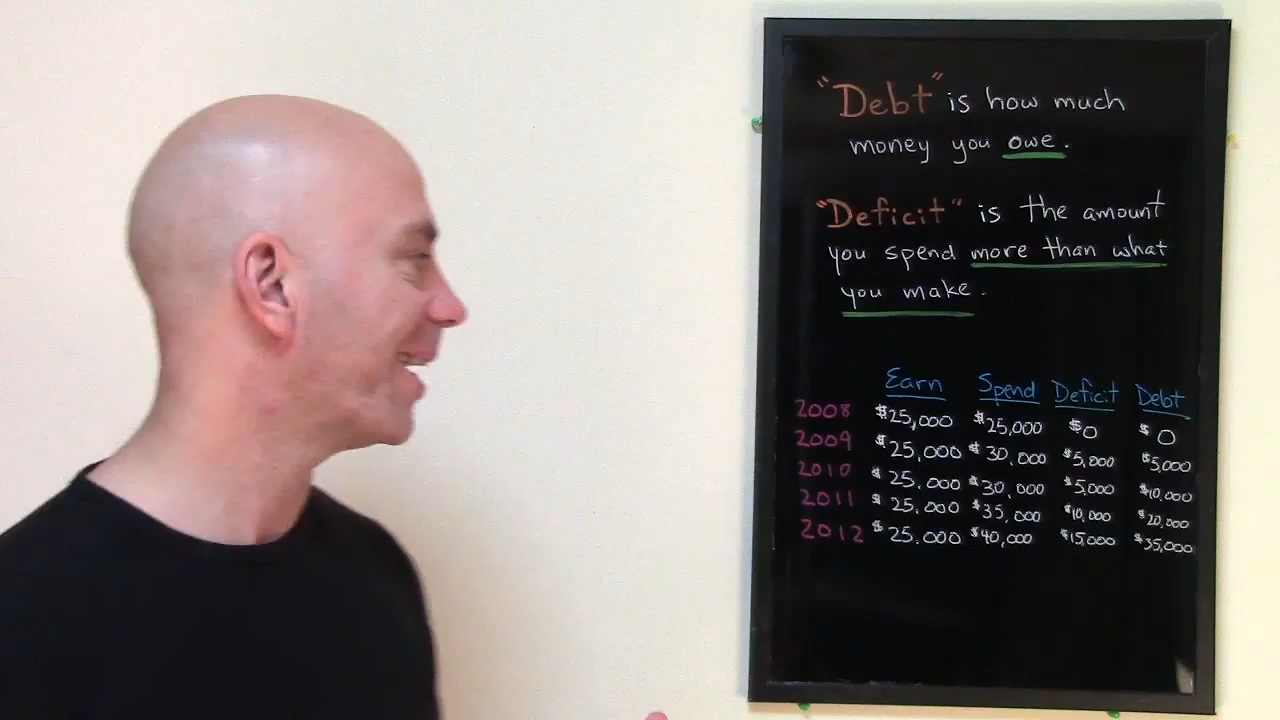 "Debt" is how much
money you owe.
"Deficit" is the amount
you spend more than what
you make.
Earn Spend Deficit Debt
2008 $25,000 $25,000 $0 $0
2009 $25,000 $30,000 $5,000 $5,000
2010 $25,000 $30,000 $5,000 $10,000
2011 $25,000 $35,000 $10,000 $20,000
2012 $25,000 $40,000 $15,000 $35,000